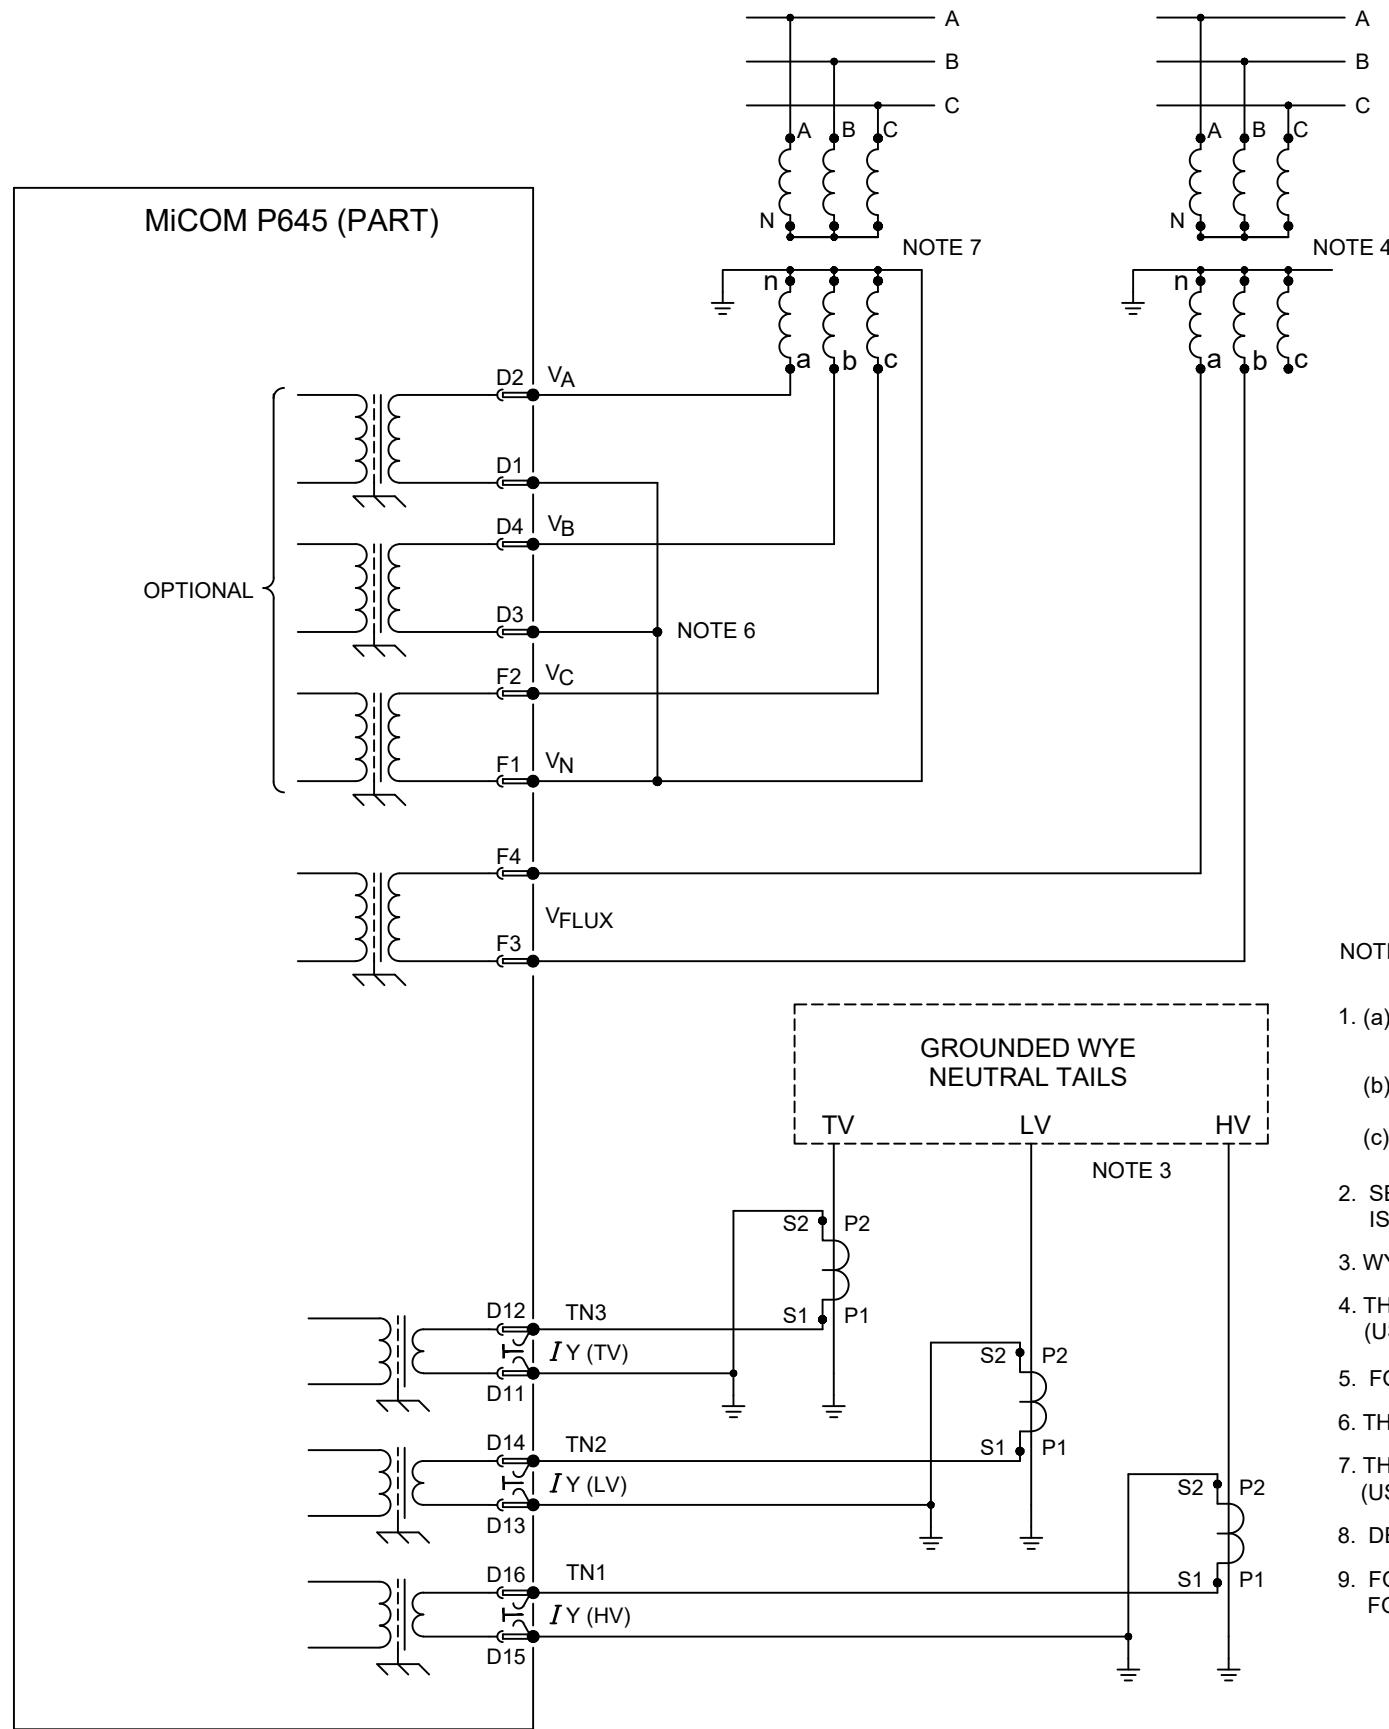 A
B
C
A B C
N
NOTE 7
n
a b c
A
B
C
A B C
N
NOTE 4
n
a b c
MiCOM P645 (PART)
OPTIONAL
D2 VA
D1
D4 VB
D3
NOTE 6
F2 VC
F1 VN
F4
VFLUX
F3
GROUNDED WYE
NEUTRAL TAILS
TV LV HV
NOTE 3
S2 P2
S1 P1
D12 TN3
I Y (TV)
D11
S2 P2
S1 P1
D14 TN2
I Y (LV)
D13
S2 P2
S1 P1
D16 TN1
I Y (HV)
D15
1. (a)
(b)
(c)
2.
3.
4.
5.
6.
7.
8.
9.